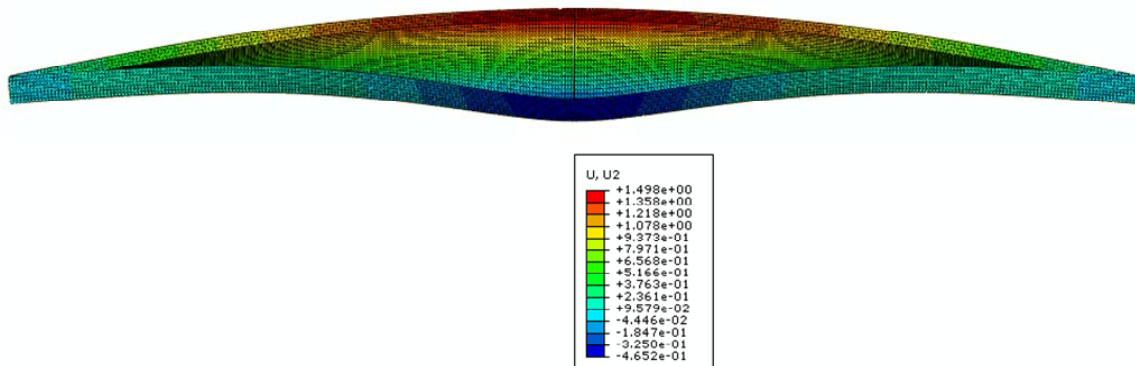 U, U2
+1.498e+00
+1.358e+00
+1.218e+00
+1.078e+00
+9.373e-01
+7.971e-01
+6.568e-01
+5.166e-01
+3.763e-01
+2.361e-01
+9.579e-02
-4.446e-02
-1.847e-01
-3.250e-01
-4.652e-01